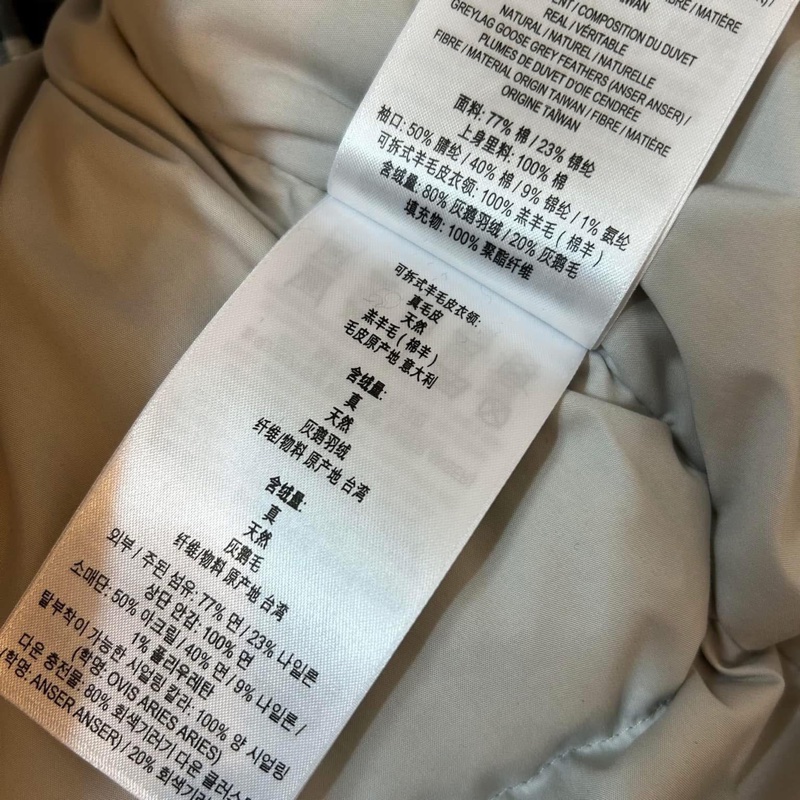 FIBRE / MATIÈRE
TAIWAN
/ COMPOSITION DU DUVET
REAL / VÉRITABLE
NATURAL / NATUREL / NATURELLE
GREYLAG GOOSE GREY FEATHERS (ANSER ANSER) /
PLUMES DE DUVET D'OIE CENDRÉE
FIBRE / MATERIAL ORIGIN TAIWAN / FIBRE / MATIÈRE
ORIGINE TAÏWAN
面料: 77% 棉 / 23% 锦纶
上身里料: 100% 棉
袖口: 50% 腈纶 / 40% 棉 / 9% 锦纶 / 1% 氨纶
可拆式羊毛皮衣领: 100% 羔羊毛 ( 棉羊 )
含绒量: 80% 灰鹅羽绒 / 20% 灰鹅毛
填充物: 100% 聚酯纤维
可拆式羊毛皮衣领:
真毛皮
天然
羔羊毛 ( 棉羊 )
毛皮原产地 意大利
含绒量:
真
天然
灰鹅羽绒
纤维/物料 原产地 台湾
含绒量:
真
天然
灰鹅毛
纤维/物料 原产地 台湾
외부 / 주된 섬유: 77% 면 / 23% 나일론
상단 안감: 100% 면
소매단: 50% 아크릴 / 40% 면 / 9% 나일론 /
1% 폴리우레탄
탈부착이 가능한 시얼링 칼라: 100% 양 시얼링
(학명: OVIS ARIES ARIES)
다운 충전물: 80% 회색기러기 다운 클러스
(학명: ANSER ANSER) / 20% 회색기러